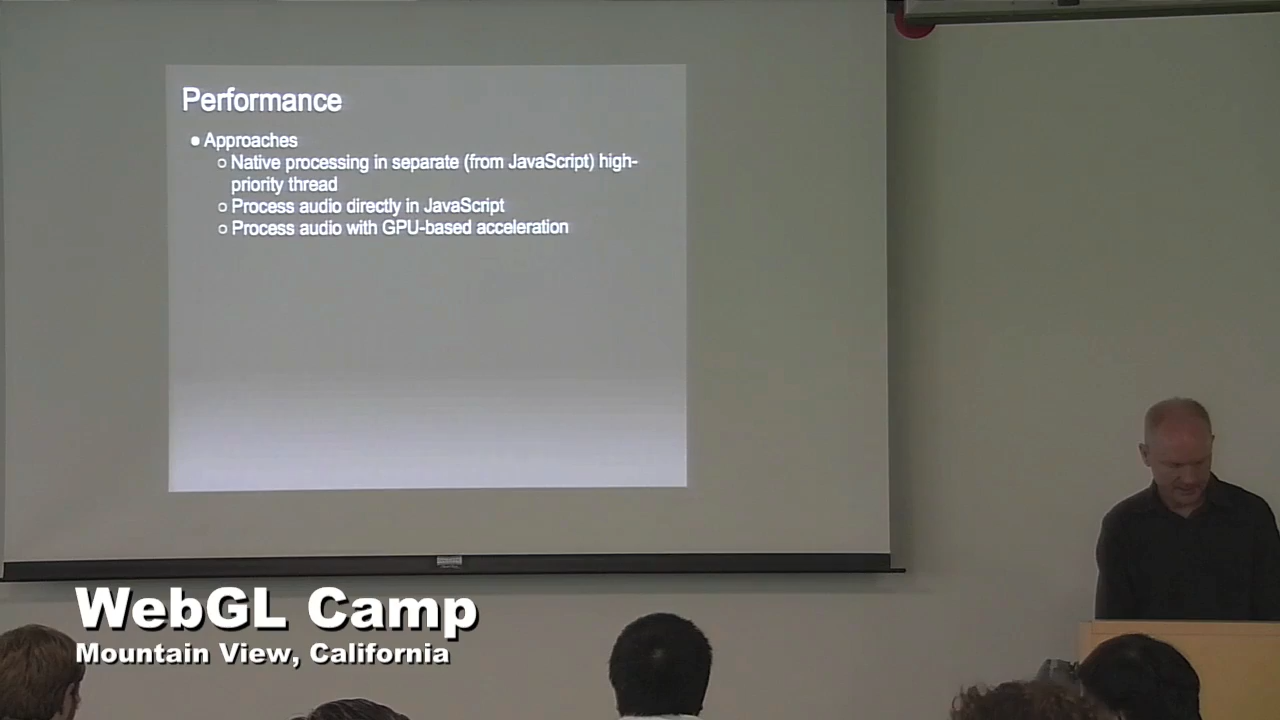 Performance
● Approaches
○ Native processing in separate (from JavaScript) high-
priority thread
○ Process audio directly in JavaScript
○ Process audio with GPU-based acceleration
WebGL Camp
Mountain View, California